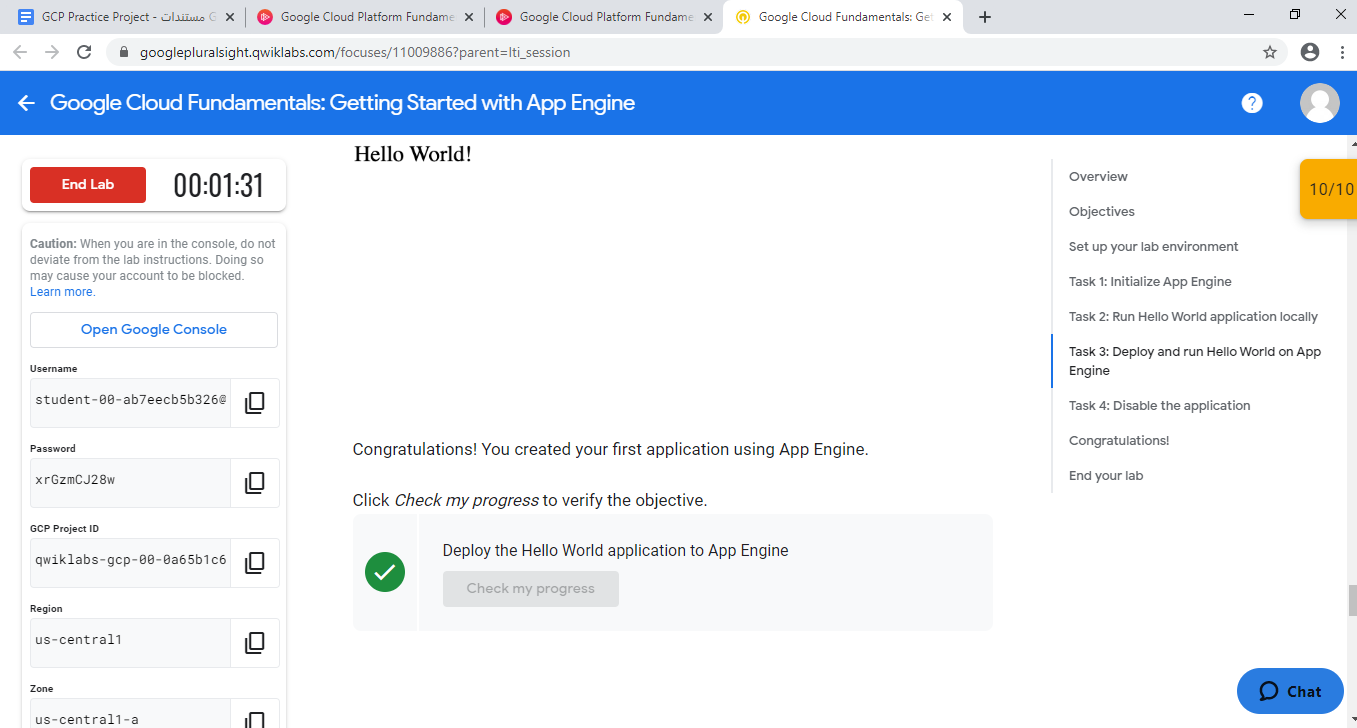 GCP Practice Project - مستندات G
Google Cloud Platform Fundame
Google Cloud Platform Fundame
Google Cloud Fundamentals: Get
googlepluralsight.qwiklabs.com/focuses/11009886?parent=lti_session
Google Cloud Fundamentals: Getting Started with App Engine
?
End Lab
00:01:31
Caution: When you are in the console, do not
deviate from the lab instructions. Doing so
may cause your account to be blocked.
Learn more.
Open Google Console
Username
student-00-ab7eecb5b326@
Password
xrGzmCJ28w
GCP Project ID
qwiklabs-gcp-00-0a65b1c6
Region
us-central1
Zone
us-central1-a
Hello World!
Congratulations! You created your first application using App Engine.
Click Check my progress to verify the objective.
Deploy the Hello World application to App Engine
Check my progress
Overview
Objectives
Set up your lab environment
Task 1: Initialize App Engine
Task 2: Run Hello World application locally
Task 3: Deploy and run Hello World on App
Engine
Task 4: Disable the application
Congratulations!
End your lab
10/10
Chat